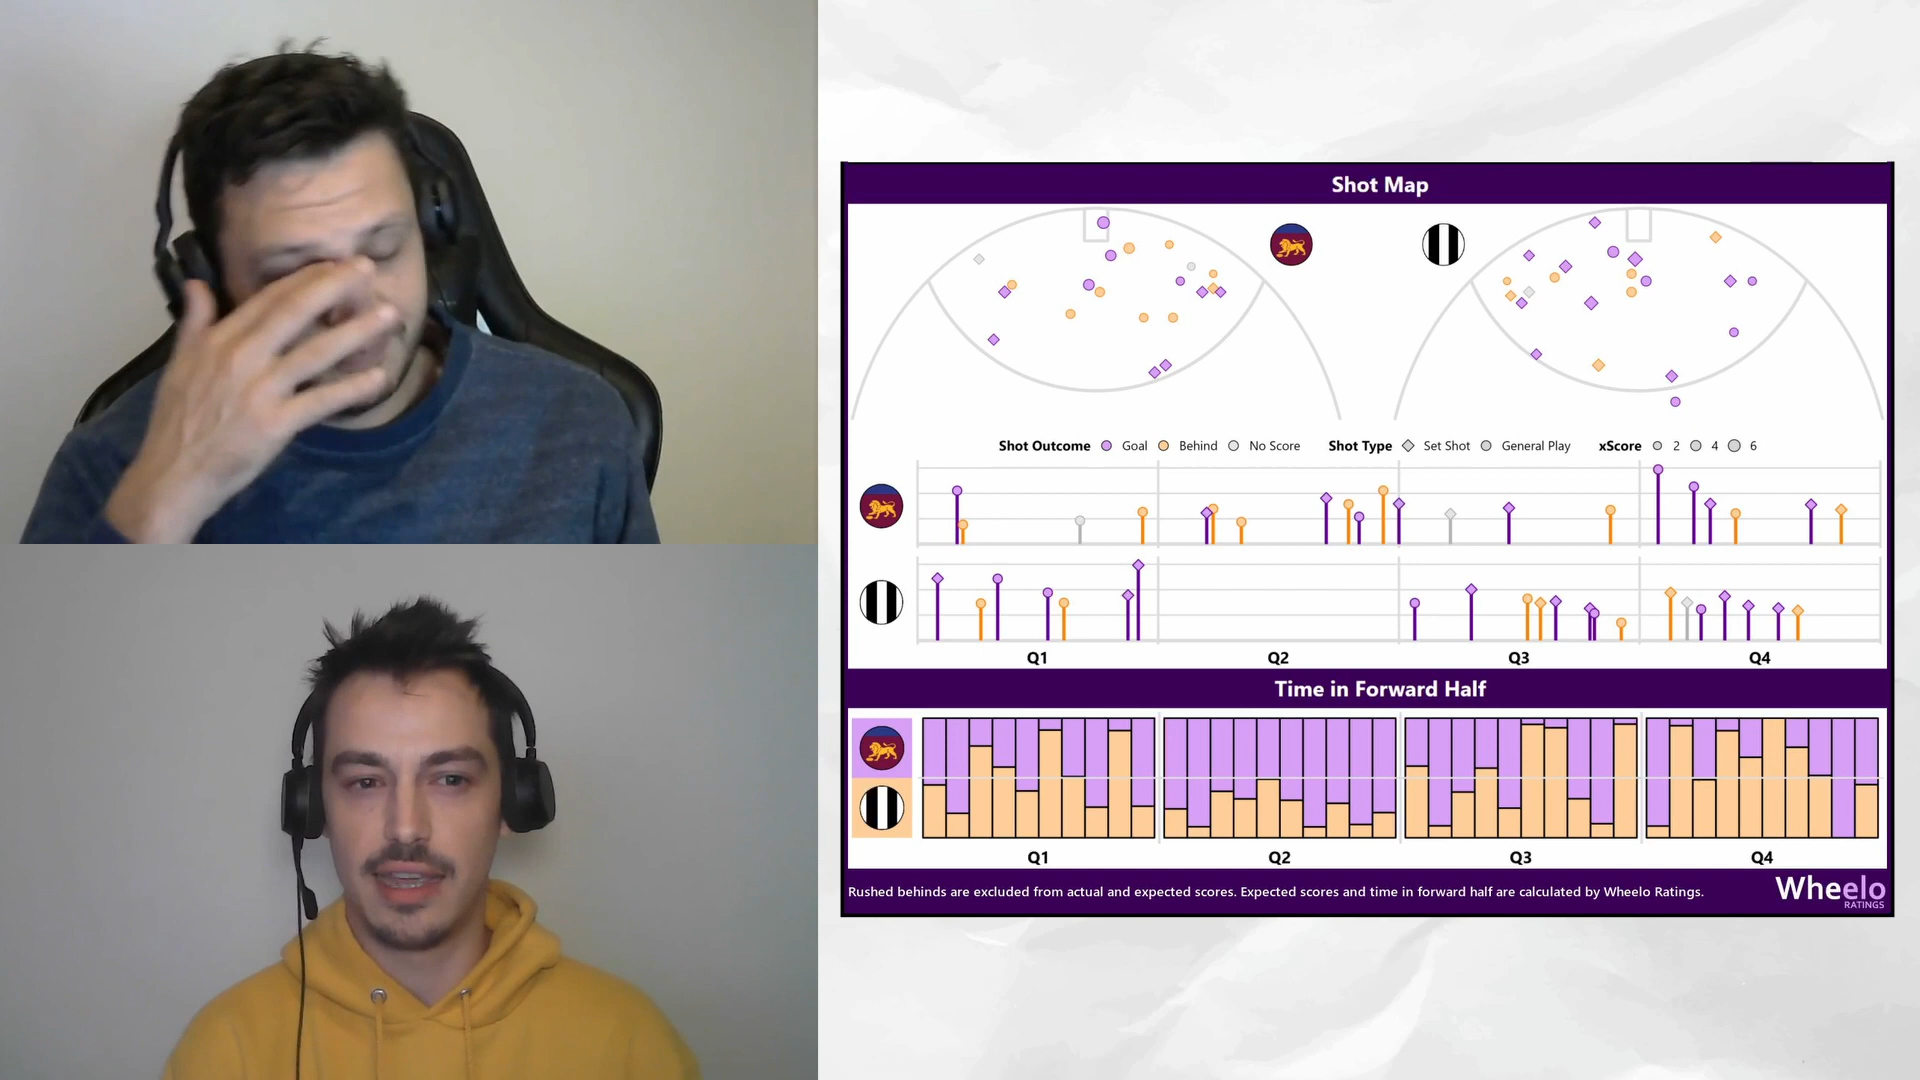 Shot Map
Shot Outcome Goal Behind No Score Shot Type Set Shot General Play xScore 2 4 6
Q1 Q2 Q3 Q4
Time in Forward Half
Q1 Q2 Q3 Q4
Rushed behinds are excluded from actual and expected scores. Expected scores and time in forward half are calculated by Wheelo Ratings.
Wheelo
RATINGS